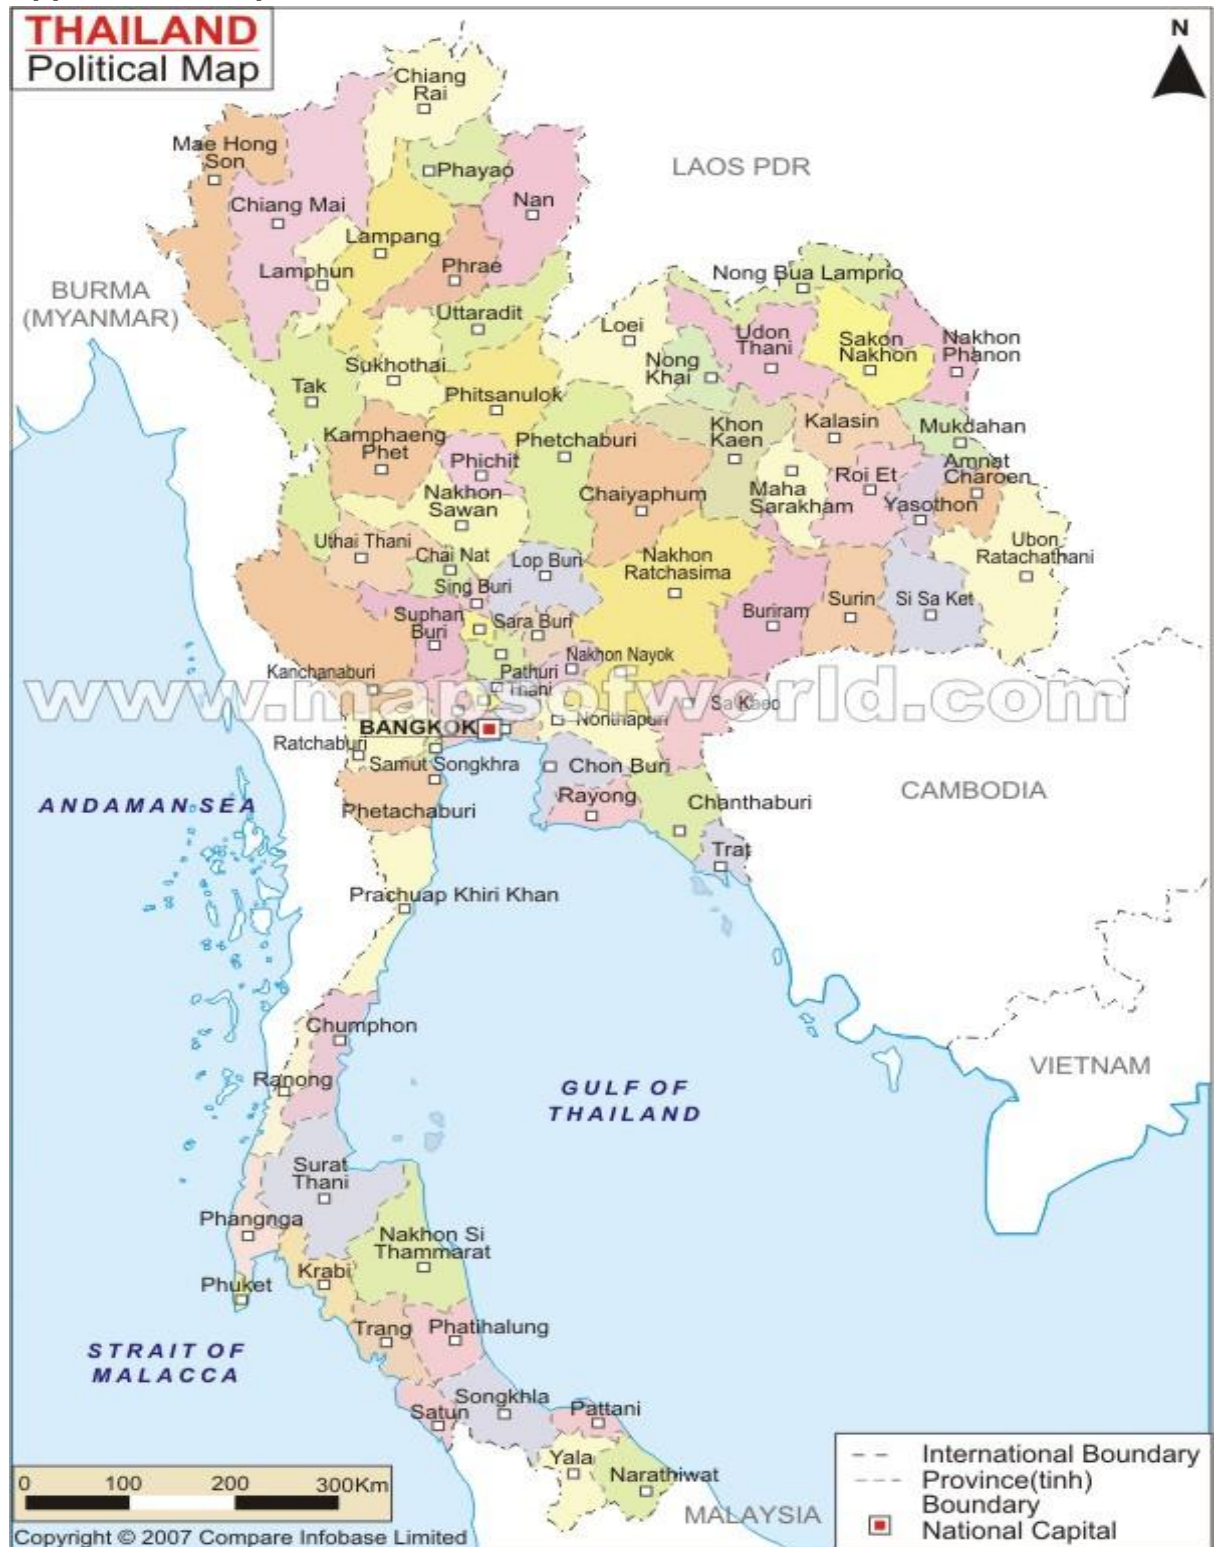 THAILAND
Political Map
N
Chiang
Rai
Mae Hong
Son
Phayao
LAOS PDR
Chiang Mai
Nan
Lampang
Lamphun
Phrae
Nong Bua Lamprio
BURMA
(MYANMAR)
Uttaradit
Loei
Udon
Thani
Sakon
Nakhon
Nakhon
Phanon
Sukhothai
Nong
Khai
Tak
Phitsanulok
Kamphaeng
Phet
Phetchaburi
Khon
Kaen
Kalasin
Mukdahan
Phichit
Amnat
Charoen
Nakhon
Sawan
Chaiyaphum
Maha
Sarakham
Roi Et
Yasothon
Uthai Thani
Chai Nat
Lop Buri
Nakhon
Ratchasima
Ubon
Ratachathani
Sing Buri
Suphan
Buri
Sara Buri
Buriram
Surin
Si Sa Ket
Kanchanaburi
Pathuri
Thani
Nakhon Nayok
www.mapsofworld.com
Sa Kaeo
BANGKOK
Nonthapuri
Ratchaburi
Samut Songkhra
Chon Buri
ANDAMAN SEA
Phetachaburi
Rayong
Chanthaburi
CAMBODIA
Trat
Prachuap Khiri Khan
Chumphon
Ranong
GULF OF
THAILAND
VIETNAM
Surat
Thani
Phangnga
Nakhon Si
Thammarat
Phuket
Krabi
Trang
Phatihalung
STRAIT OF
MALACCA
Satun
Songkhla
Pattani
Yala
Narathiwat
MALAYSIA
0 100 200 300Km
Copyright © 2007 Compare Infobase Limited
International Boundary
Province(tinh)
Boundary
National Capital